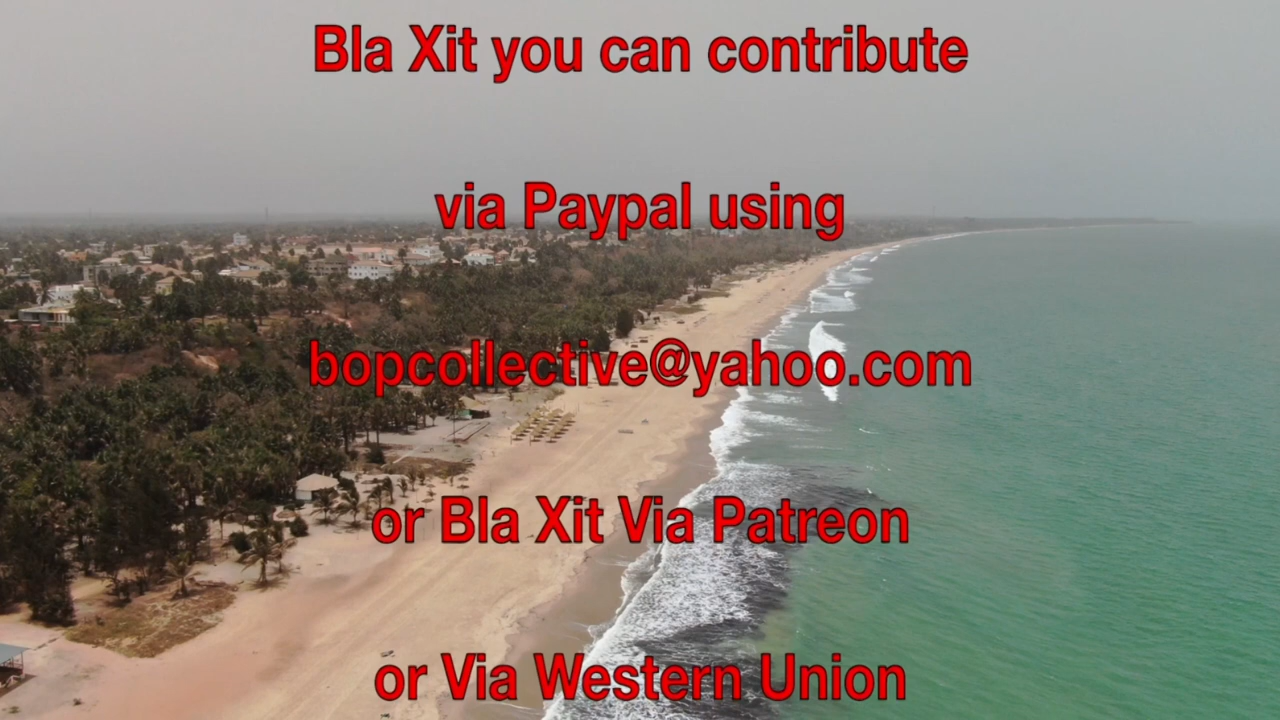 Bla Xit you can contribute
via Paypal using
bopcollective@yahoo.com
or Bla Xit Via Patreon
or Via Western Union